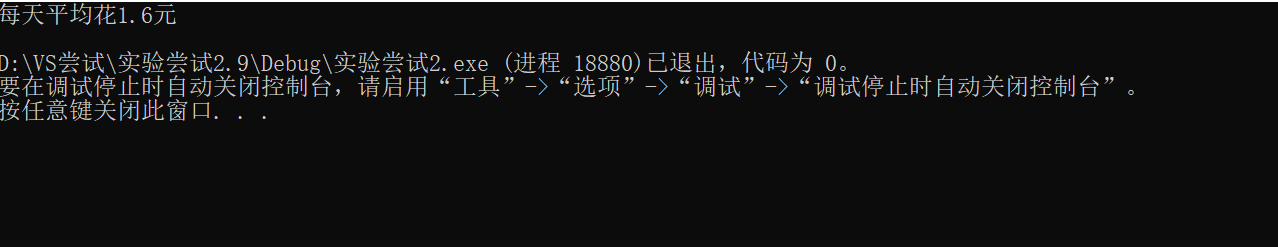 每天平均花1.6元
D:\VS尝试\实验尝试2.9\Debug\实验尝试2.exe (进程 18880)已退出，代码为 0。
要在调试停止时自动关闭控制台，请启用“工具”->“选项”->“调试”->“调试停止时自动关闭控制台”。
按任意键关闭此窗口. . .